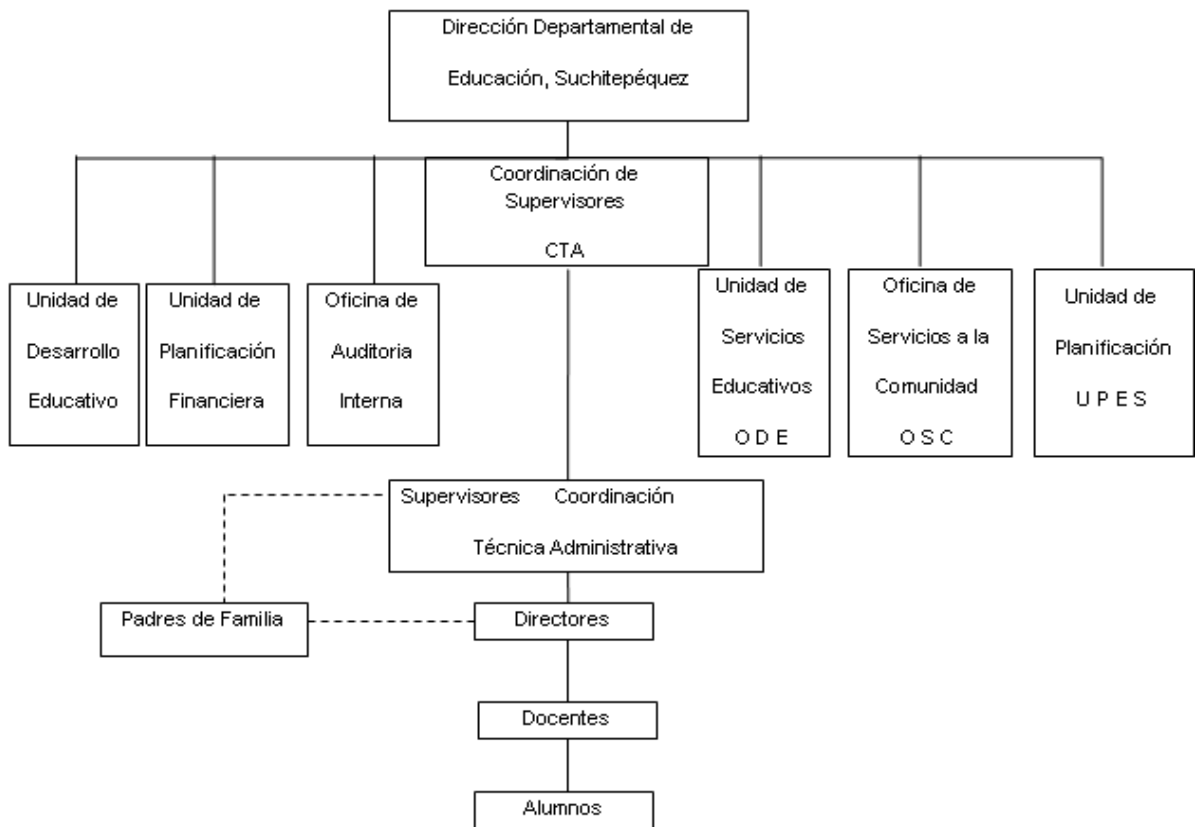 Dirección Departamental de
Educación, Suchitepéquez
Coordinación de
Supervisores
CTA
Unidad de
Desarrollo
Educativo
Unidad de
Planificación
Financiera
Oficina de
Auditoria
Interna
Unidad de
Servicios
Educativos
O D E
Oficina de
Servicios a la
Comunidad
O S C
Unidad de
Planificación
U P E S
Supervisores Coordinación
Técnica Administrativa
Padres de Familia
Directores
Docentes
Alumnos